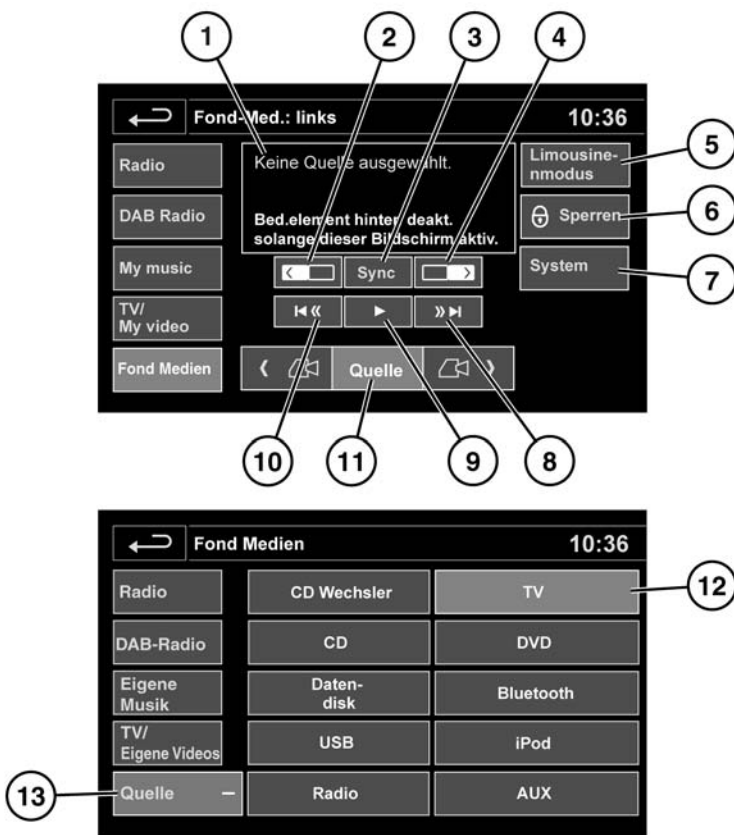 1 2 3 4
Fond-Med.: links 10:36
Radio
Keine Quelle ausgewählt.
Limousine-
nmodus
5
DAB Radio
Bed.element hinten deakt.
solange dieser Bildschirm aktiv.
Sperren
6
My music
Sync
System
7
TV/
My video
Fond Medien
Quelle
10 11 9 8
Fond Medien 10:36
Radio CD Wechsler TV 12
DAB-Radio CD DVD
Eigene
Musik
Daten-
disk
Bluetooth
TV/
Eigene Videos
USB iPod
13 Quelle – Radio AUX